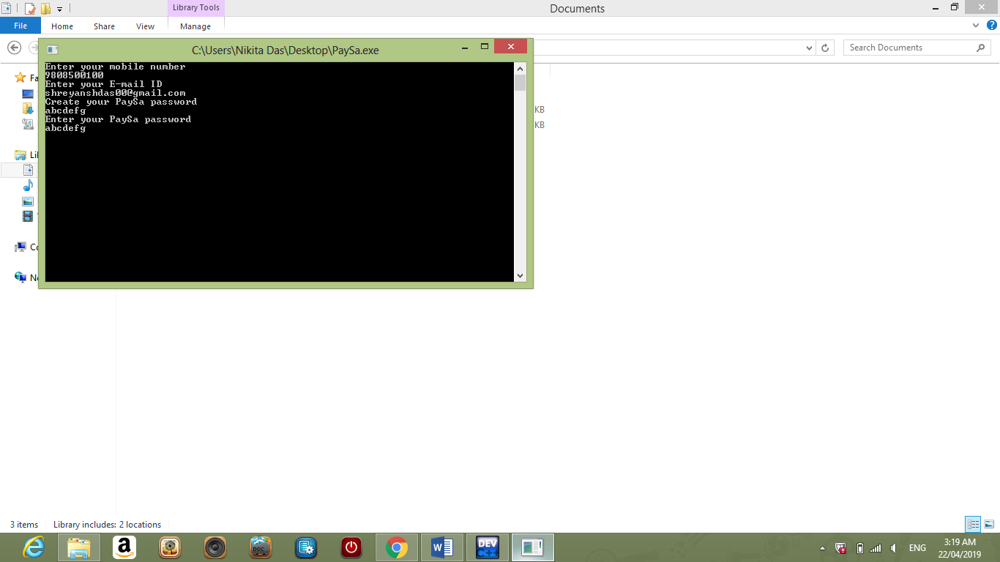 Library Tools
Documents
File
Home
Share
View
Manage
Search Documents
C:\Users\Nikita Das\Desktop\PaySa.exe
Enter your mobile number
9808500100
Enter your E-mail ID
shreyanshdas00@gmail.com
Create your PaySa password
abcdefg
Enter your PaySa password
abcdefg
Fa
KB
KB
Lib
Co
Ne
3 items
Library includes: 2 locations
a
DOC
W
DEV
C++
ENG
3:19 AM
22/04/2019